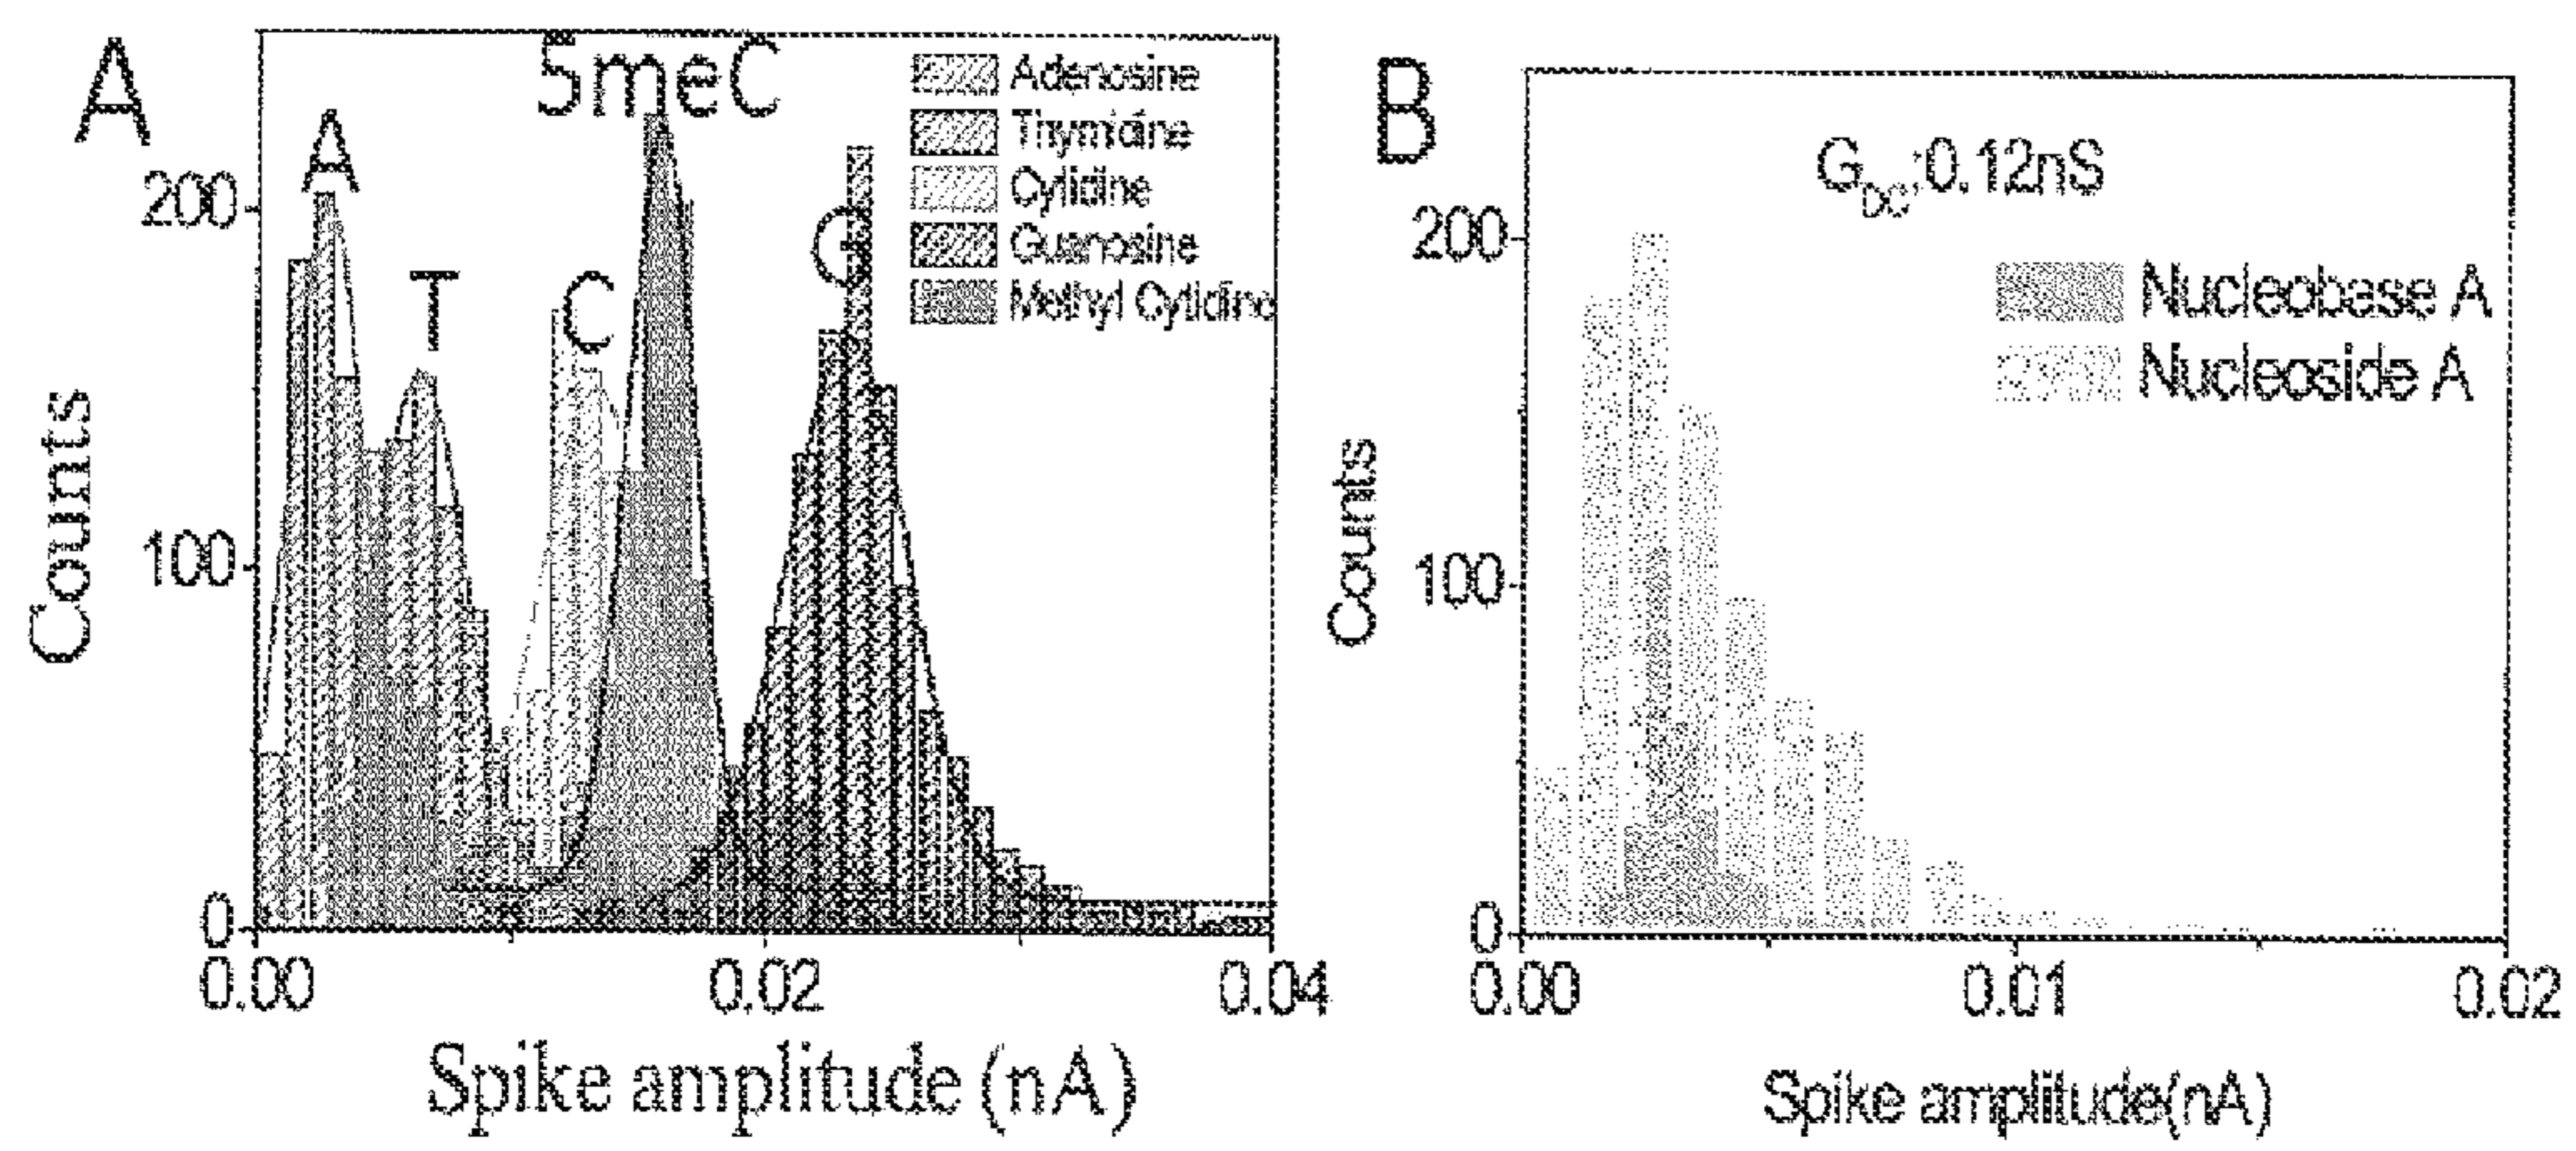 A
5meC
A
T
C
G
Adenosine
Thymidine
Cytidine
Guanosine
Methyl Cytidine
200
100
0
Counts
0.00
0.02
0.04
Spike amplitude (nA)
B
GDC:0.12nS
Nucleobase A
Nucleoside A
200
100
0
Counts
0.00
0.01
0.02
Spike amplitude(nA)